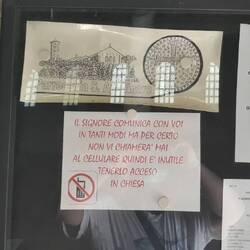 IL SIGNORE COMUNICA CON VOI
IN TANTI MODI MA PER CERTO
NON VI CHIAMERA' MAI
AL CELLULARE QUINDI E' INUTILE
TENERLO ACCESO
IN CHIESA